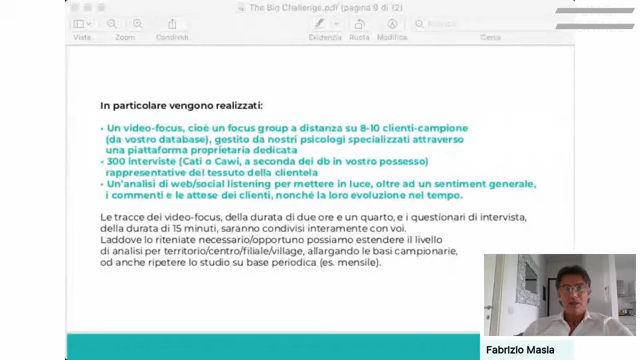 The Big Challenge.pdf (pagina 9 di 12)
Vista
Zoom
Condividi
Evidenzia
Ruota
Modifica
Cerca
In particolare vengono realizzati:
• Un video-focus, cioè un focus group a distanza su 8-10 clienti-campione
(da vostro database), gestito da nostri psicologi specializzati attraverso
una piattaforma proprietaria dedicata
• 300 interviste (Cati o Cawi, a seconda dei db in vostro possesso)
rappresentative del tessuto della clientela
• Un'analisi di web/social listening per mettere in luce, oltre ad un sentiment generale,
i commenti e le attese dei clienti, nonché la loro evoluzione nel tempo.
Le tracce dei video-focus, della durata di due ore e un quarto, e i questionari di intervista,
della durata di 15 minuti, saranno condivisi interamente con voi.
Laddove lo riteniate necessario/opportuno possiamo estendere il livello
di analisi per territorio/centro/filiale/village, allargando le basi campionarie,
od anche ripetere lo studio su base periodica (es. mensile).
Fabrizio Masia